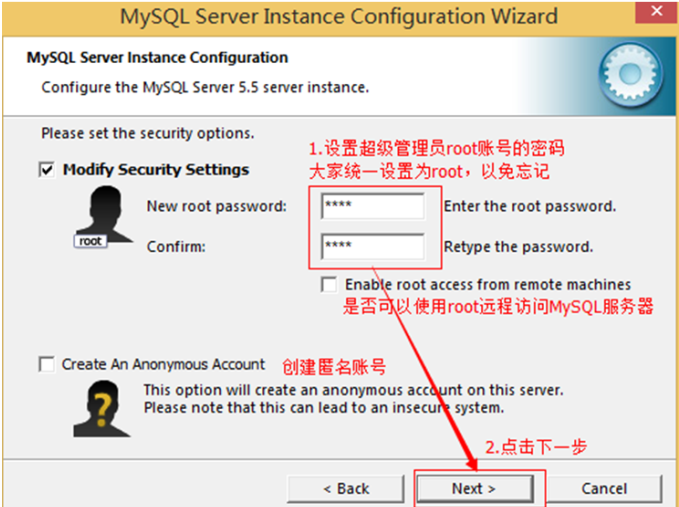 MySQL Server Instance Configuration Wizard
MySQL Server Instance Configuration
Configure the MySQL Server 5.5 server instance.
Please set the security options.
1.设置超级管理员root账号的密码
大家统一设置为root，以免忘记
Modify Security Settings
root
New root password:
****
Enter the root password.
Confirm:
****
Retype the password.
Enable root access from remote machines
是否可以使用root远程访问MySQL服务器
Create An Anonymous Account
创建匿名账号
This option will create an anonymous account on this server.
Please note that this can lead to an insecure system.
2.点击下一步
< Back
Next >
Cancel